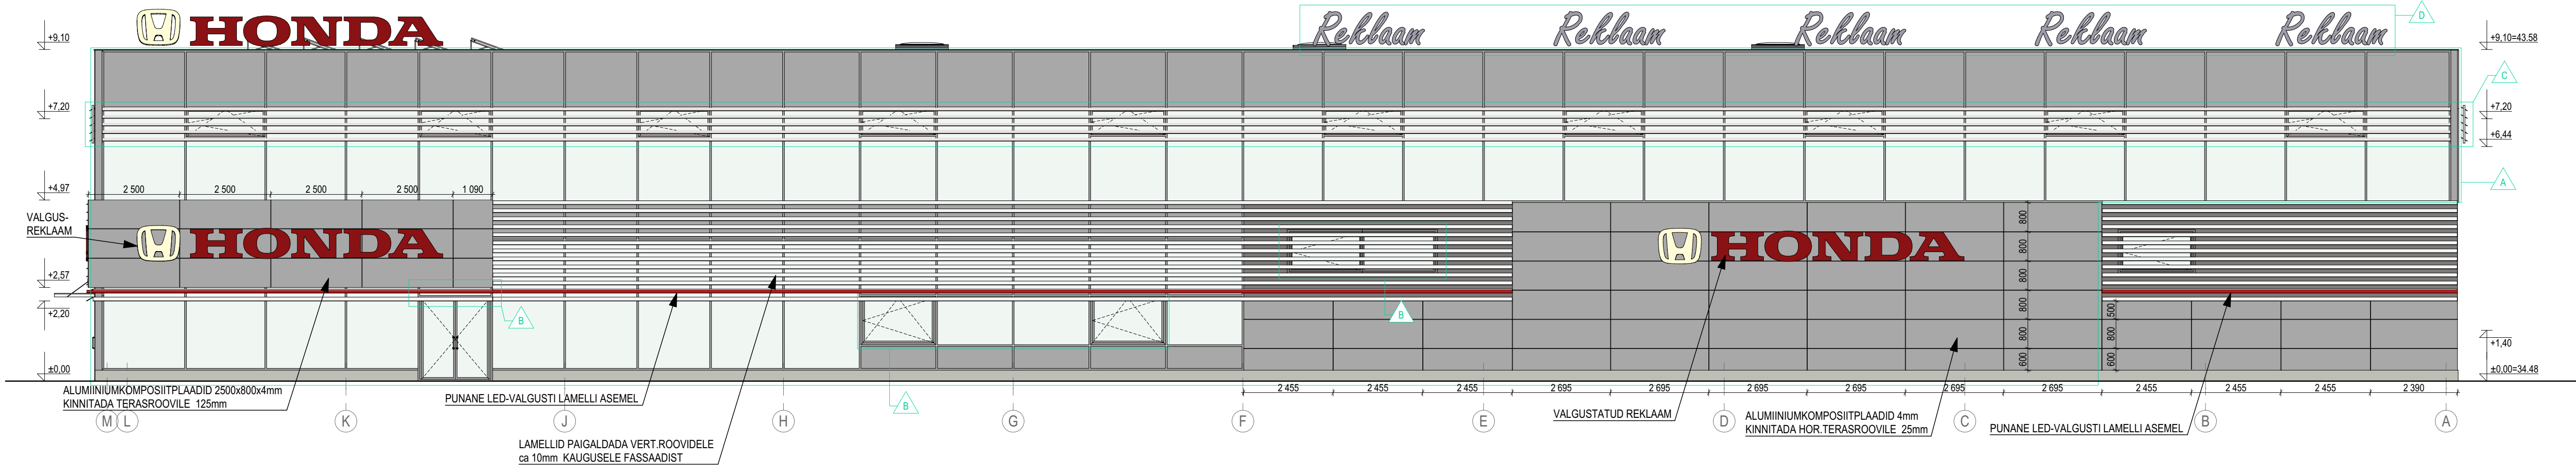 HONDA
Reklaam Reklaam Reklaam Reklaam Reklaam
D
+9,10
+9,10=43.58
C
+7,20
+7,20
+6,44
A
+4,97
2 500 2 500 2 500 2 500 1 090
VALGUS-
REKLAAM
HONDA
HONDA
800
800
800
800
800
600
500
800
600
+2,57
+2,20
B
B
B
+1,40
±0,00
±0,00=34.48
ALUMIINIUMKOMPOSIITPLAADID 2500x800x4mm
KINNITADA TERASROOVILE 125mm
PUNANE LED-VALGUSTI LAMELLI ASEMEL
LAMELLID PAIGALDADA VERT.ROOVIDELE
ca 10mm KAUGUSELE FASSAADIST
2 455 2 455 2 455 2 695 2 695 2 695 2 695 2 695 2 695 2 455 2 455 2 455 2 390
VALGUSTATUD REKLAAM
ALUMIINIUMKOMPOSIITPLAADID 4mm
KINNITADA HOR.TERASROOVILE 25mm
PUNANE LED-VALGUSTI LAMELLI ASEMEL
M L K J H G F E D C B A